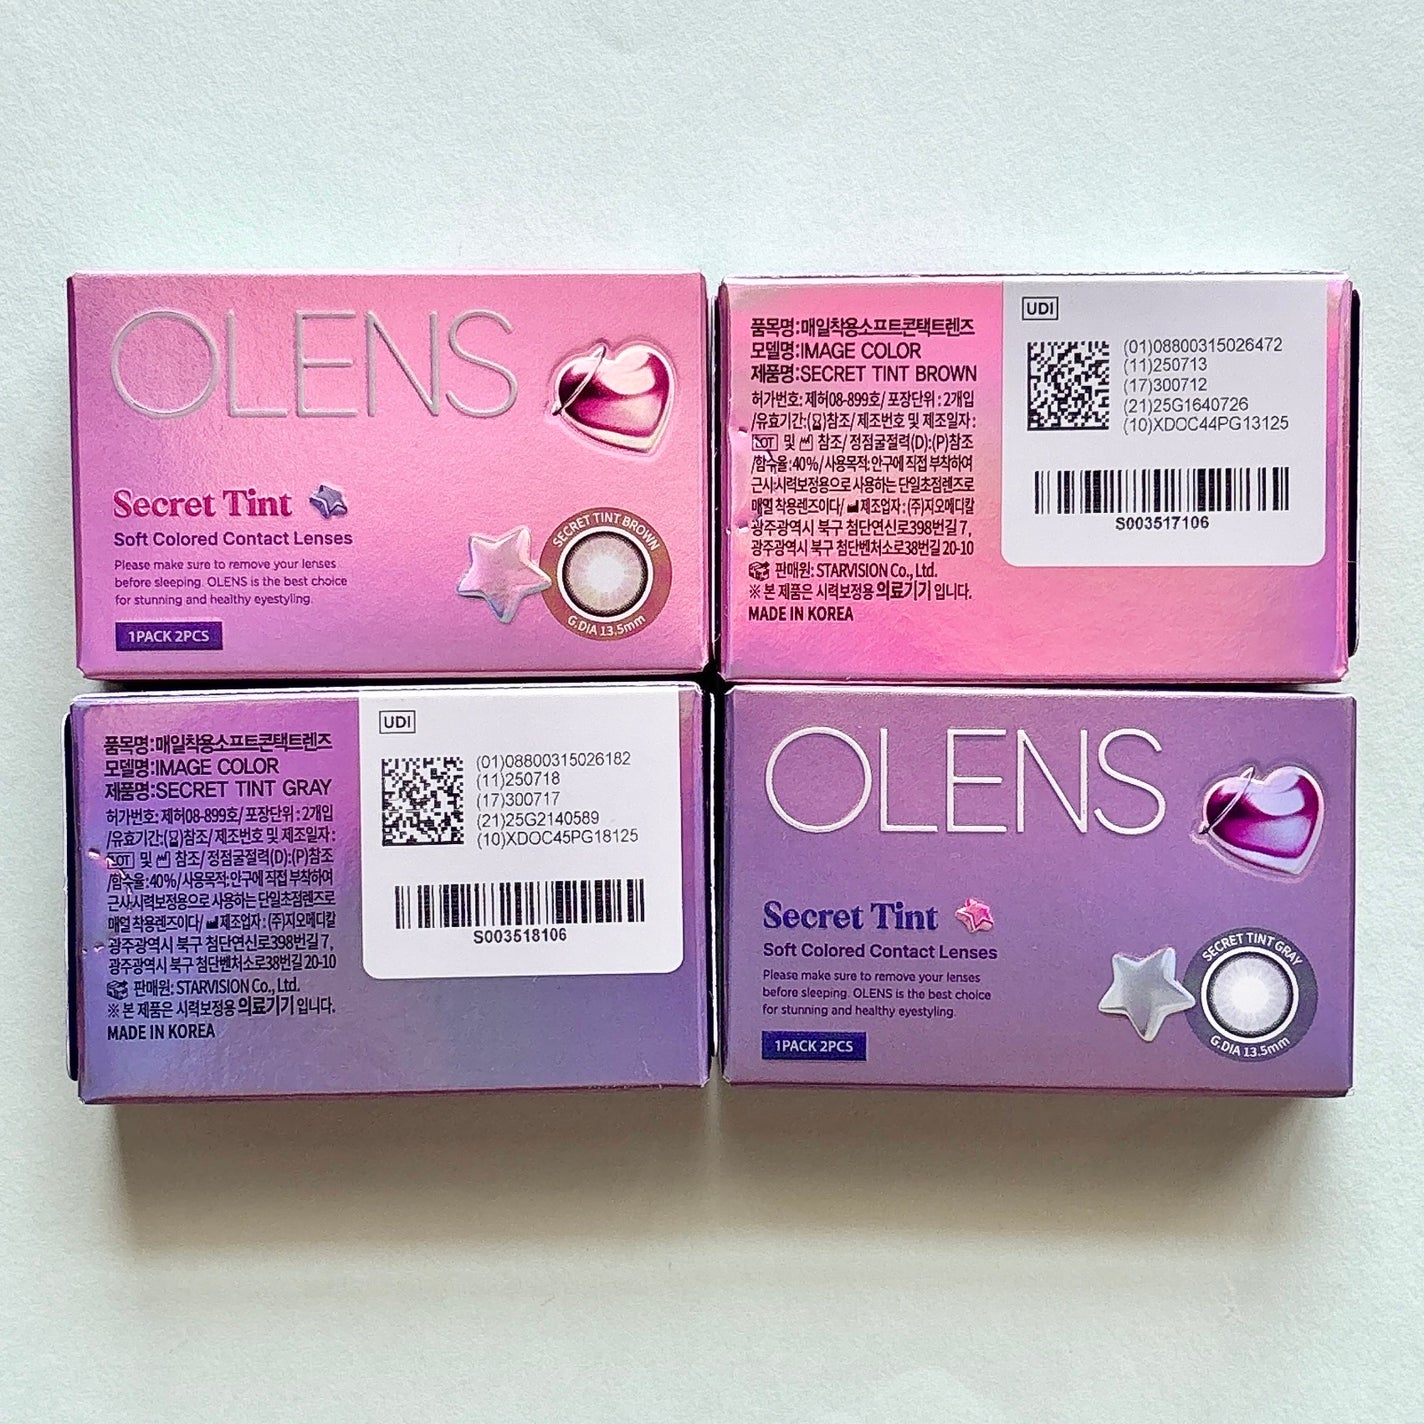 OLENS
Secret Tint
Soft Colored Contact Lenses
Please make sure to remove your lenses
before sleeping. OLENS is the best choice
for stunning and healthy eyestyling.
1PACK 2PCS
SECRET TINT BROWN
G.DIA 13.5mm
품목명:매일착용소프트콘택트렌즈
모델명:IMAGE COLOR
제품명:SECRET TINT BROWN
허가번호: 제허08-899호/ 포장단위 : 2개입
/유효기간:(⌛)참조/ 제조번호 및 제조일자 :
LOT 및 참조/ 정점굴절력(D):(P)참조
/함수율:40%/사용목적:안구에 직접 부착하여
근사시력보정용으로 사용하는 단일초점렌즈로
매일 착용렌즈이다/ 제조업자 : (주)지오메디칼
광주광역시 북구 첨단연신로398번길 7,
광주광역시 북구 첨단벤처소로38번길 20-10
판매원: STARVISION Co., Ltd.
※ 본 제품은 시력보정용 의료기기 입니다.
MADE IN KOREA
UDI
(01)08800315026472
(11)250713
(17)300712
(21)25G1640726
(10)XDOC44PG13125
S003517106
품목명:매일착용소프트콘택트렌즈
모델명:IMAGE COLOR
제품명:SECRET TINT GRAY
허가번호: 제허08-899호/ 포장단위 : 2개입
/유효기간:(⌛)참조/ 제조번호 및 제조일자 :
LOT 및 참조/ 정점굴절력(D):(P)참조
/함수율:40%/사용목적:안구에 직접 부착하여
근사시력보정용으로 사용하는 단일초점렌즈로
매일 착용렌즈이다/ 제조업자 : (주)지오메디칼
광주광역시 북구 첨단연신로398번길 7,
광주광역시 북구 첨단벤처소로38번길 20-10
판매원: STARVISION Co., Ltd.
※ 본 제품은 시력보정용 의료기기 입니다.
MADE IN KOREA
UDI
(01)08800315026182
(11)250718
(17)300717
(21)25G2140589
(10)XDOC45PG18125
S003518106
OLENS
Secret Tint
Soft Colored Contact Lenses
Please make sure to remove your lenses
before sleeping. OLENS is the best choice
for stunning and healthy eyestyling.
1PACK 2PCS
SECRET TINT GRAY
G.DIA 13.5mm